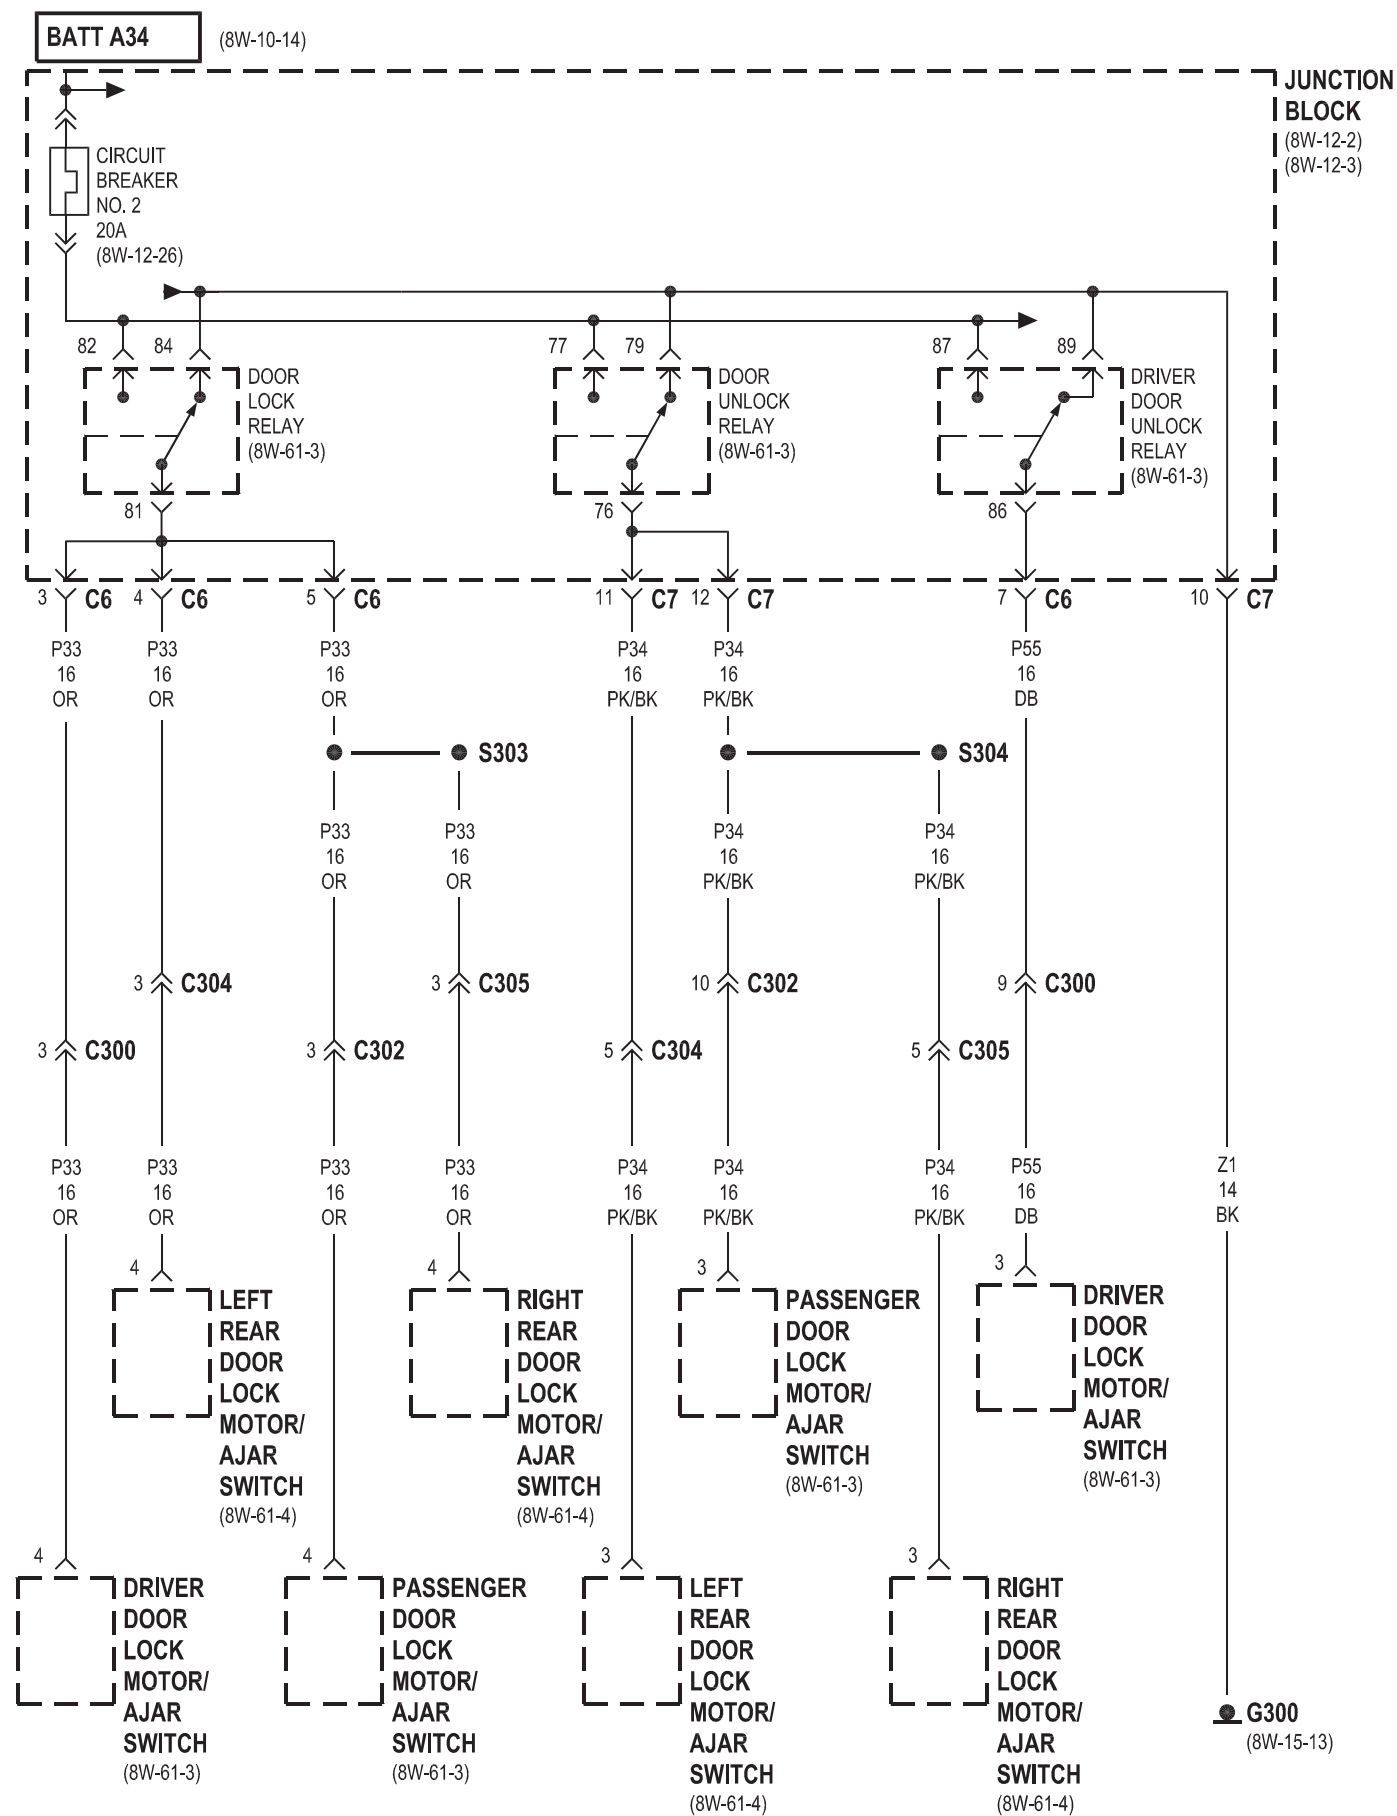 BATT A34
(8W-10-14)
JUNCTION
BLOCK
(8W-12-2)
(8W-12-3)
CIRCUIT
BREAKER
NO. 2
20A
(8W-12-26)
82 84 77 79 87 89
DOOR
LOCK
RELAY
(8W-61-3)
DOOR
UNLOCK
RELAY
(8W-61-3)
DRIVER
DOOR
UNLOCK
RELAY
(8W-61-3)
81 76 86
3 C6 4 C6 5 C6 11 C7 12 C7 7 C6 10 C7
P33 P33 P33 P34 P34 P55
16 16 16 16 16 16
OR OR OR PK/BK PK/BK DB
S303 S304
P33 P33 P34 P34
16 16 16 16
OR OR PK/BK PK/BK
3 C304 3 C305 10 C302 9 C300
3 C300 3 C302 5 C304 5 C305
P33 P33 P33 P33 P34 P34 P34 P55 Z1
16 16 16 16 16 16 16 16 14
OR OR OR OR PK/BK PK/BK PK/BK DB BK
4 4 3 3
LEFT
REAR
DOOR
LOCK
MOTOR/
AJAR
SWITCH
(8W-61-4)
RIGHT
REAR
DOOR
LOCK
MOTOR/
AJAR
SWITCH
(8W-61-4)
PASSENGER
DOOR
LOCK
MOTOR/
AJAR
SWITCH
(8W-61-3)
DRIVER
DOOR
LOCK
MOTOR/
AJAR
SWITCH
(8W-61-3)
4 4 3 3
DRIVER
DOOR
LOCK
MOTOR/
AJAR
SWITCH
(8W-61-3)
PASSENGER
DOOR
LOCK
MOTOR/
AJAR
SWITCH
(8W-61-3)
LEFT
REAR
DOOR
LOCK
MOTOR/
AJAR
SWITCH
(8W-61-4)
RIGHT
REAR
DOOR
LOCK
MOTOR/
AJAR
SWITCH
(8W-61-4)
G300
(8W-15-13)